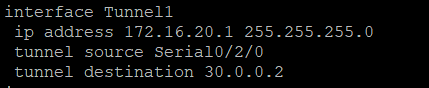 interface Tunnel1
 ip address 172.16.20.1 255.255.255.0
 tunnel source Serial0/2/0
 tunnel destination 30.0.0.2